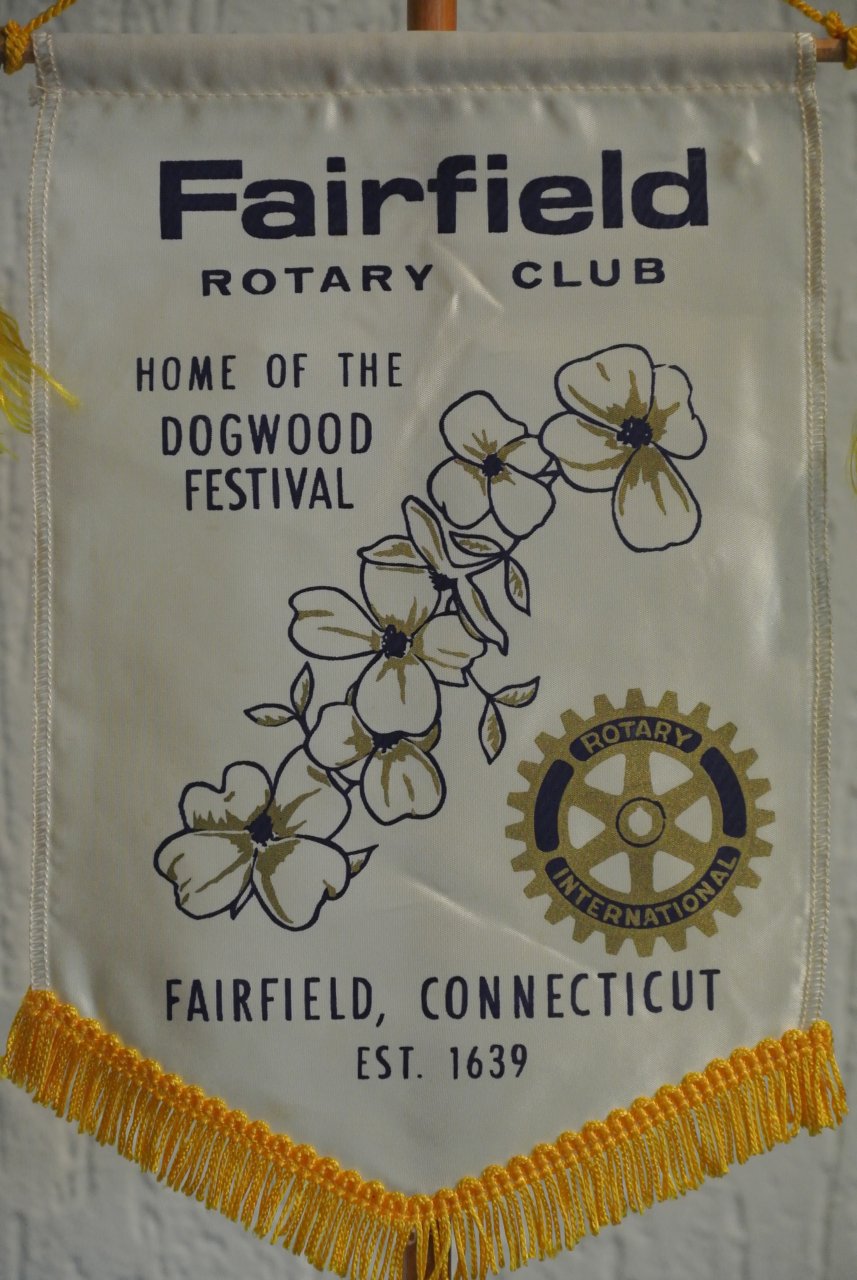 Fairfield
ROTARY CLUB
HOME OF THE
DOGWOOD
FESTIVAL
ROTARY
INTERNATIONAL
FAIRFIELD, CONNECTICUT
EST. 1639